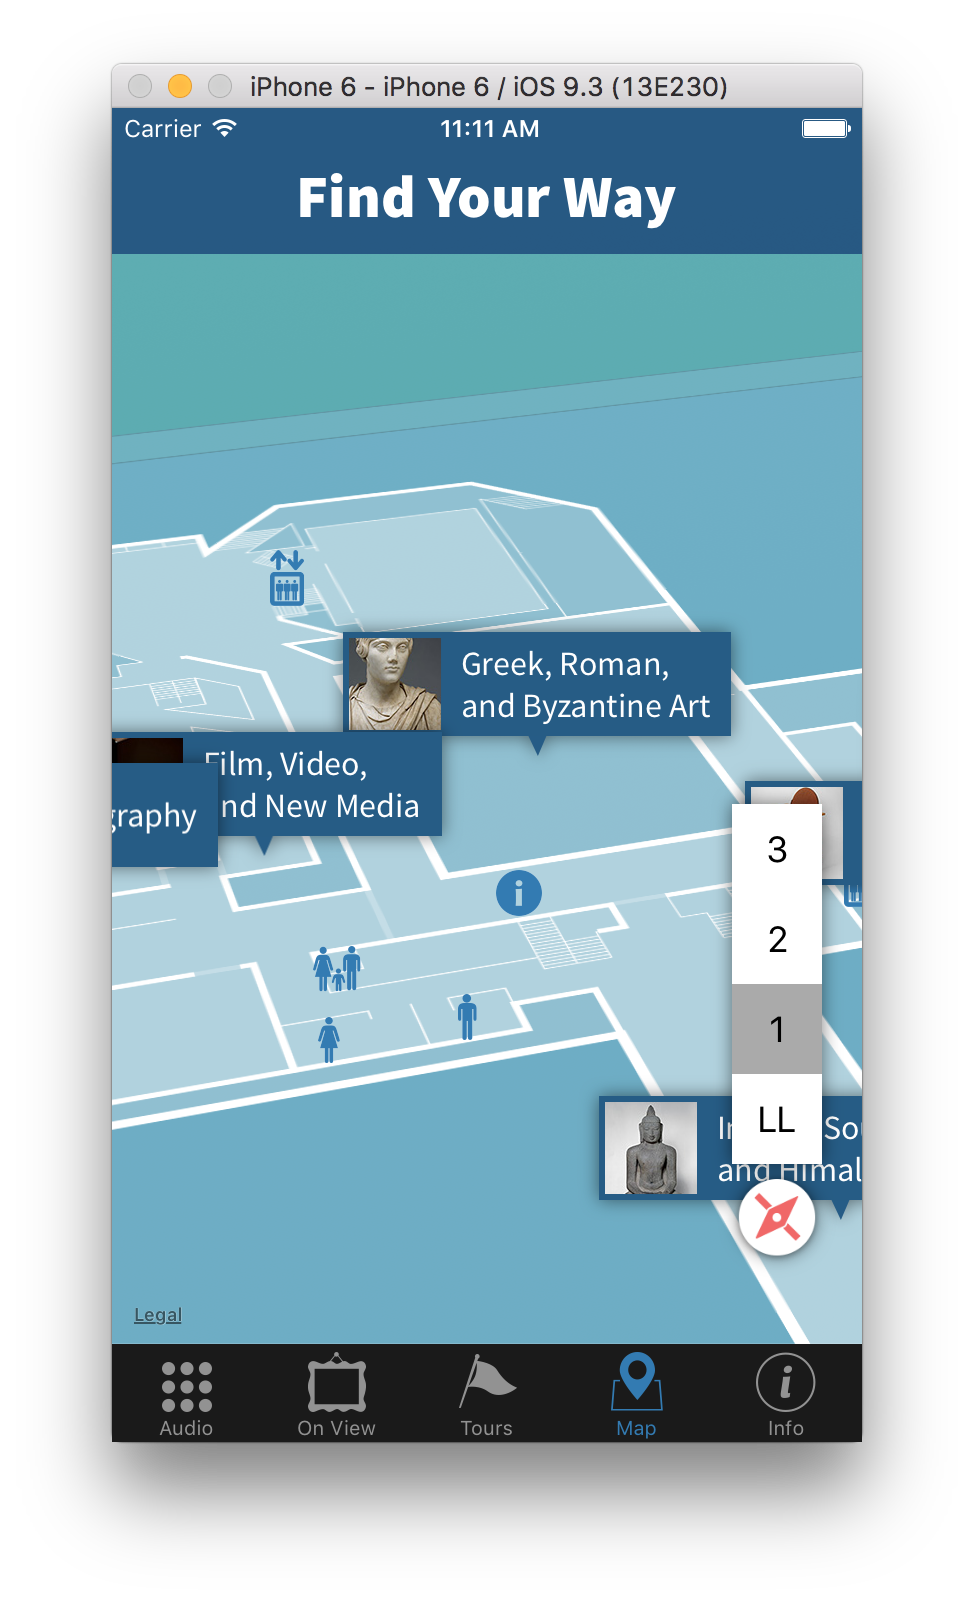 iPhone 6 - iPhone 6 / iOS 9.3 (13E230)
Carrier
11:11 AM
Find Your Way
Greek, Roman,
and Byzantine Art
Film, Video,
nd New Media
graphy
i
3
2
1
LL
and Himal
Legal
Audio
On View
Tours
Map
i
Info